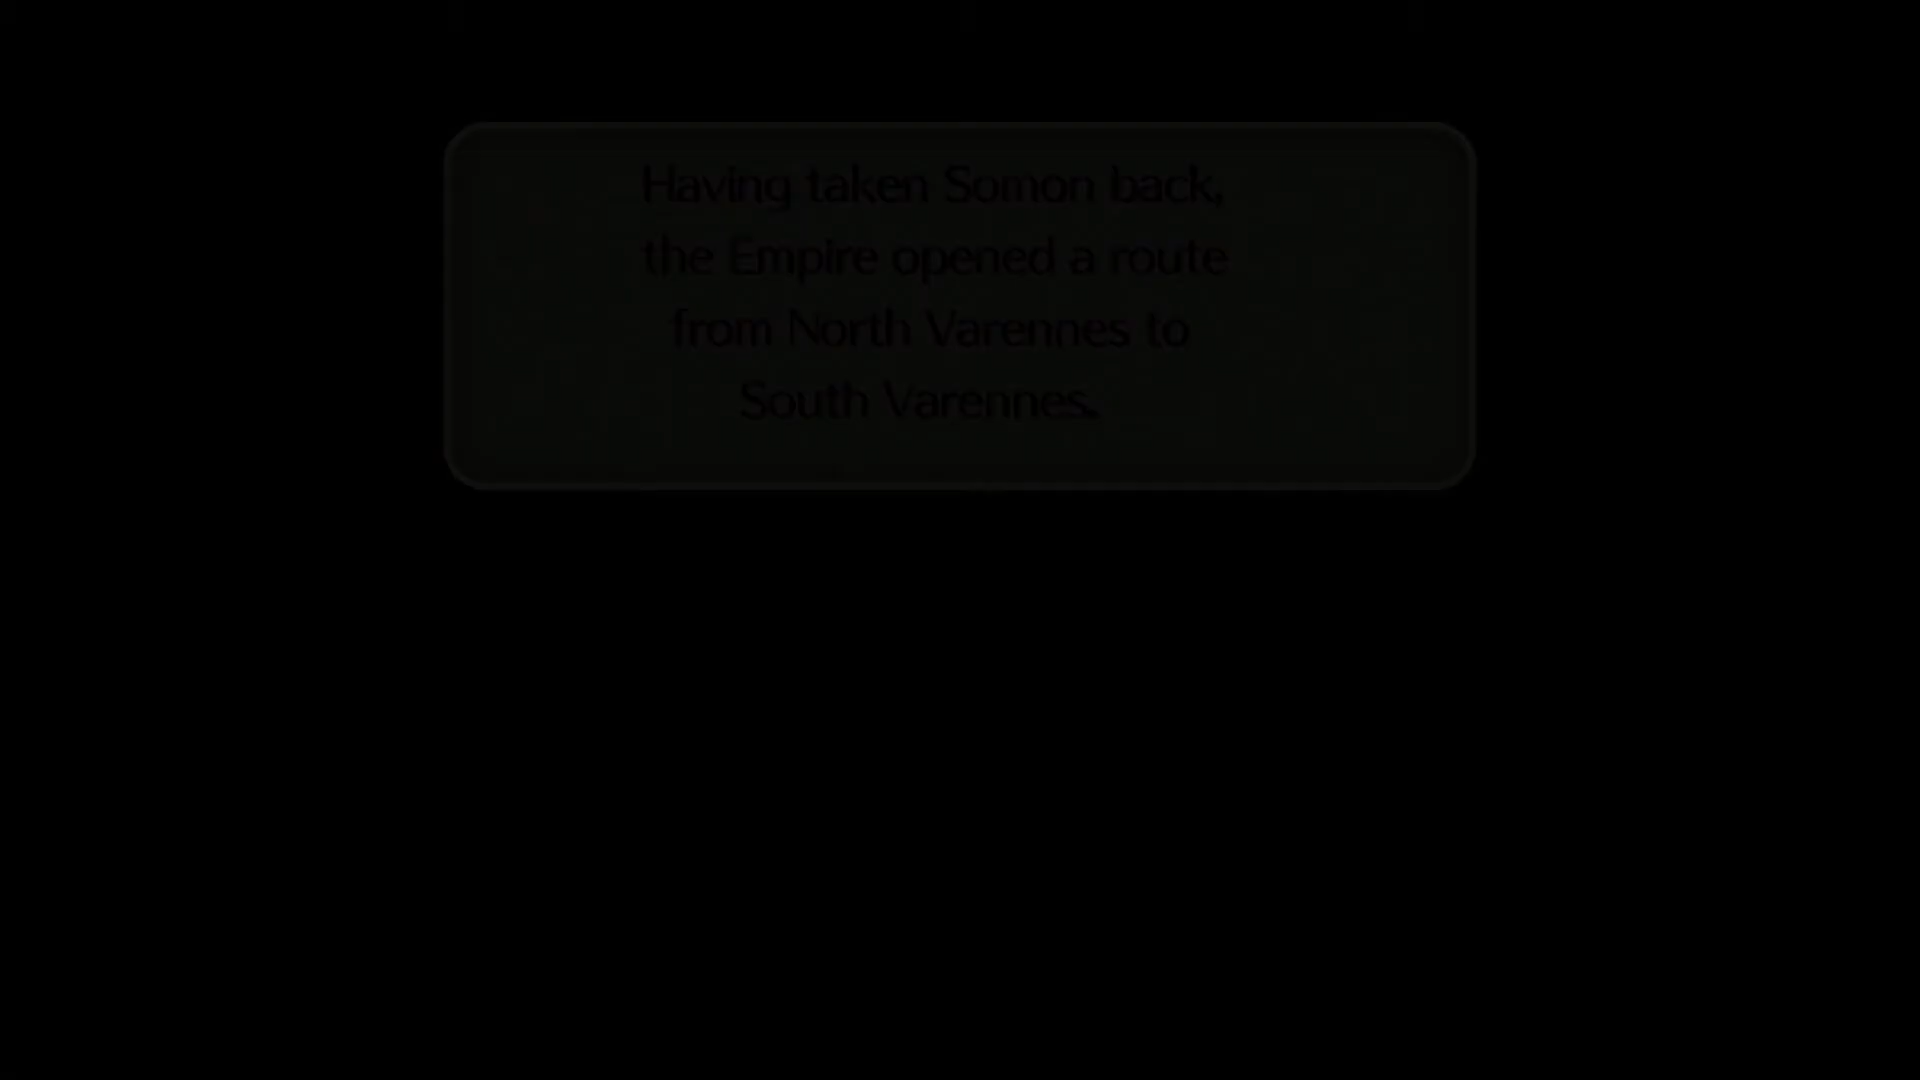 Having taken Somon back,
the Empire opened a route
from North Varennes to
South Varennes.